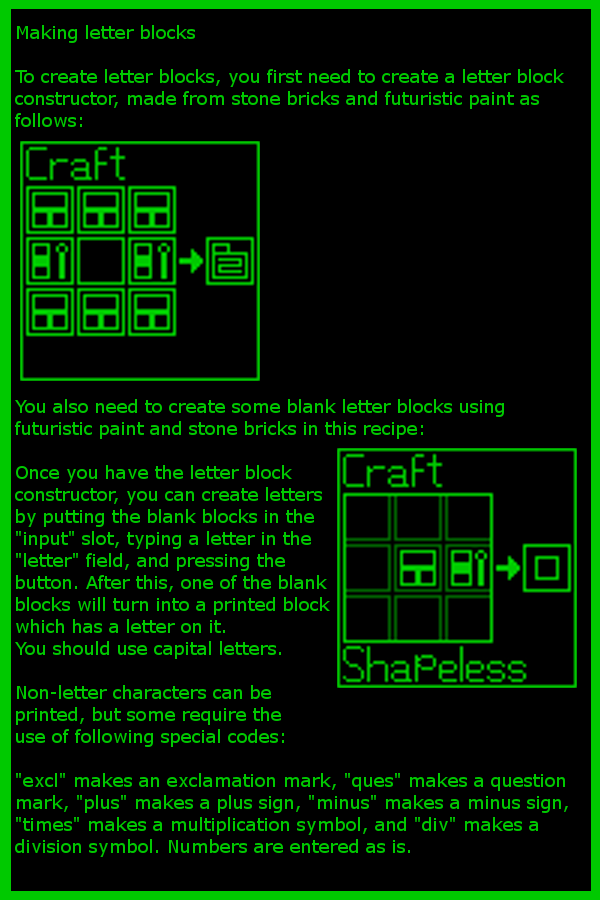 Making letter blocks
To create letter blocks, you first need to create a letter block
constructor, made from stone bricks and futuristic paint as
follows:
Craft
You also need to create some blank letter blocks using
futuristic paint and stone bricks in this recipe:
Once you have the letter block
constructor, you can create letters
by putting the blank blocks in the
"input" slot, typing a letter in the
"letter" field, and pressing the
button. After this, one of the blank
blocks will turn into a printed block
which has a letter on it.
You should use capital letters.
Craft
Shapeless
Non-letter characters can be
printed, but some require the
use of following special codes:
"excl" makes an exclamation mark, "ques" makes a question
mark, "plus" makes a plus sign, "minus" makes a minus sign,
"times" makes a multiplication symbol, and "div" makes a
division symbol. Numbers are entered as is.